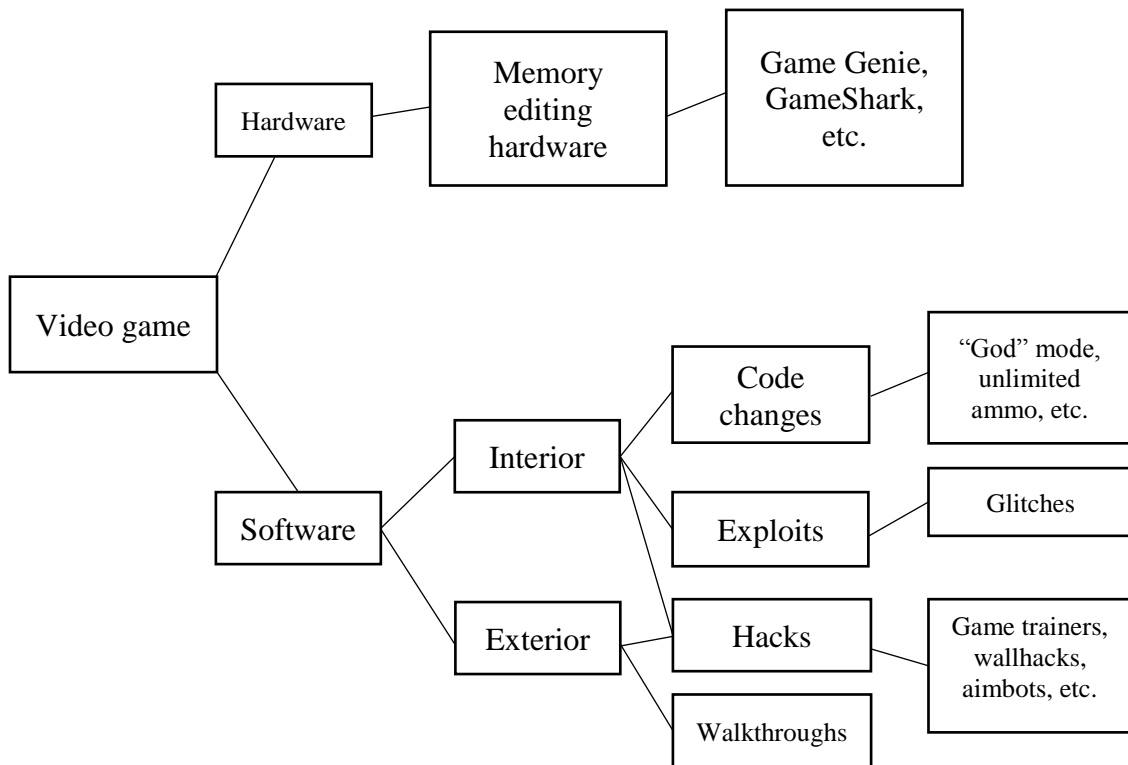 Hardware
Memory
editing
hardware
Game Genie,
GameShark,
etc.
Video game
Software
Interior
Exterior
Code
changes
“God” mode,
unlimited
ammo, etc.
Exploits
Glitches
Hacks
Game trainers,
wallhacks,
aimbots, etc.
Walkthroughs